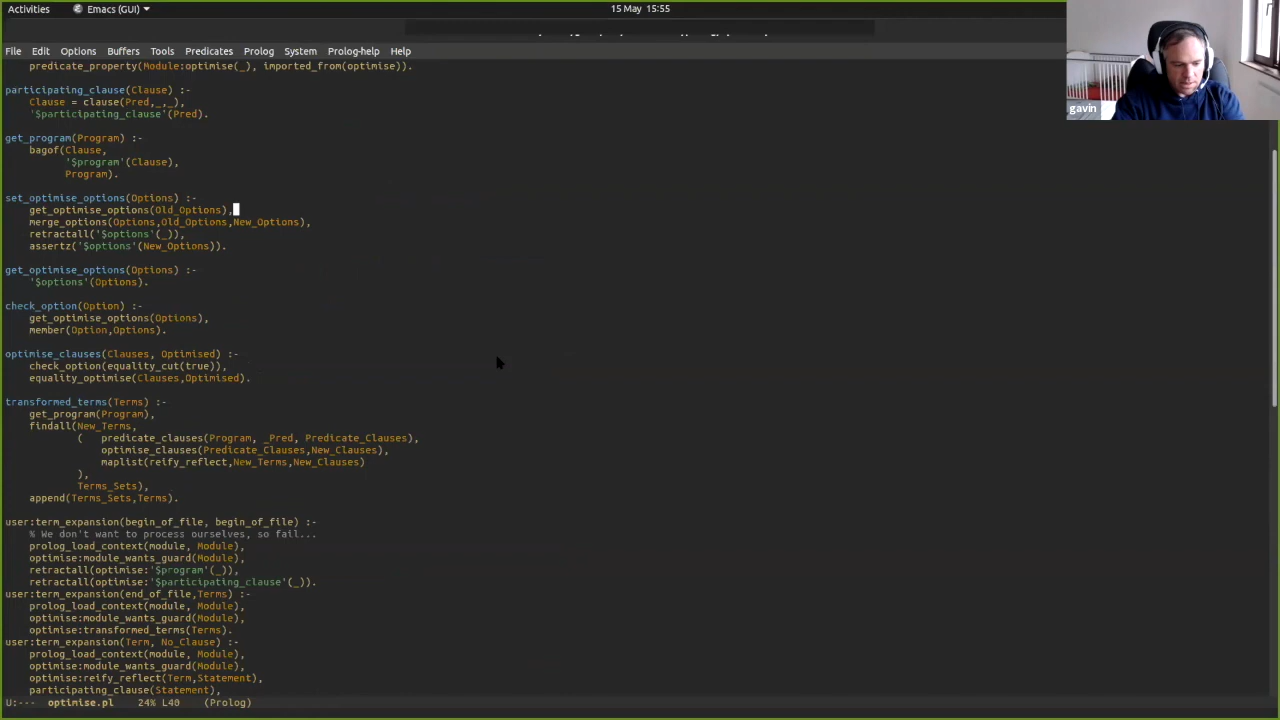 Activities
Emacs (GUI)
15 May 15:55
File Edit Options Buffers Tools Predicates Prolog System Prolog-help Help
gavin
    predicate_property(Module:optimise(_), imported_from(optimise)).
participating_clause(Clause) :-
    Clause = clause(Pred,_,_),
    '$participating_clause'(Pred).
get_program(Program) :-
    bagof(Clause,
          '$program'(Clause),
          Program).
set_optimise_options(Options) :-
    get_optimise_options(Old_Options),
    merge_options(Options,Old_Options,New_Options),
    retractall('$options'(_)),
    assertz('$options'(New_Options)).
get_optimise_options(Options) :-
    '$options'(Options).
check_option(Option) :-
    get_optimise_options(Options),
    member(Option,Options).
optimise_clauses(Clauses, Optimised) :-
    check_option(equality_cut(true)),
    equality_optimise(Clauses,Optimised).
transformed_terms(Terms) :-
    get_program(Program),
    findall(New_Terms,
            (   predicate_clauses(Program, _Pred, Predicate_Clauses),
                optimise_clauses(Predicate_Clauses,New_Clauses),
                maplist(reify_reflect,New_Terms,New_Clauses)
            ),
            Terms_Sets),
    append(Terms_Sets,Terms).
user:term_expansion(begin_of_file, begin_of_file) :-
    % We don't want to process ourselves, so fail...
    prolog_load_context(module, Module),
    optimise:module_wants_guard(Module),
    retractall(optimise:'$program'(_)),
    retractall(optimise:'$participating_clause'(_)).
user:term_expansion(end_of_file,Terms) :-
    prolog_load_context(module, Module),
    optimise:module_wants_guard(Module),
    optimise:transformed_terms(Terms).
user:term_expansion(Term, No_Clause) :-
    prolog_load_context(module, Module),
    optimise:module_wants_guard(Module),
    optimise:reify_reflect(Term,Statement),
    participating_clause(Statement),
U:--- optimise.pl 24% L40 (Prolog)